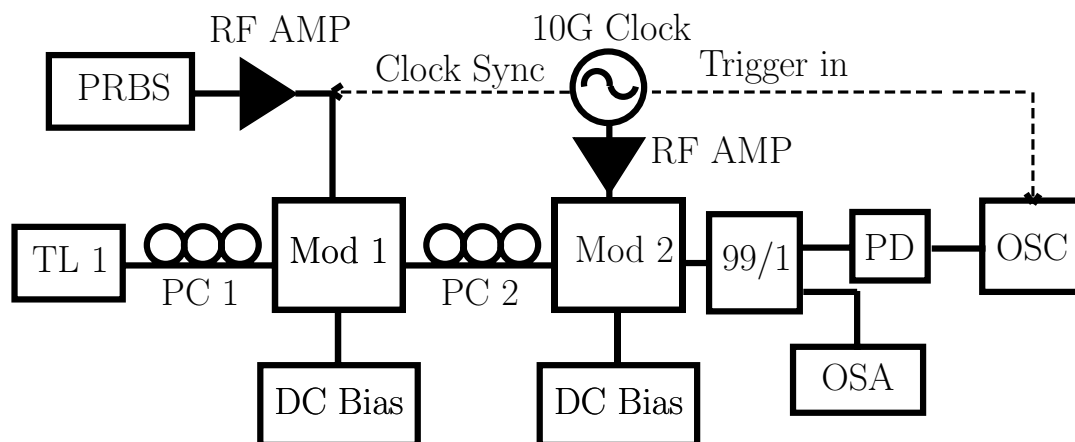 RF AMP
10G Clock
PRBS
Clock Sync
Trigger in
RF AMP
TL 1
PC 1
Mod 1
PC 2
Mod 2
99/1
PD
OSC
DC Bias
DC Bias
OSA